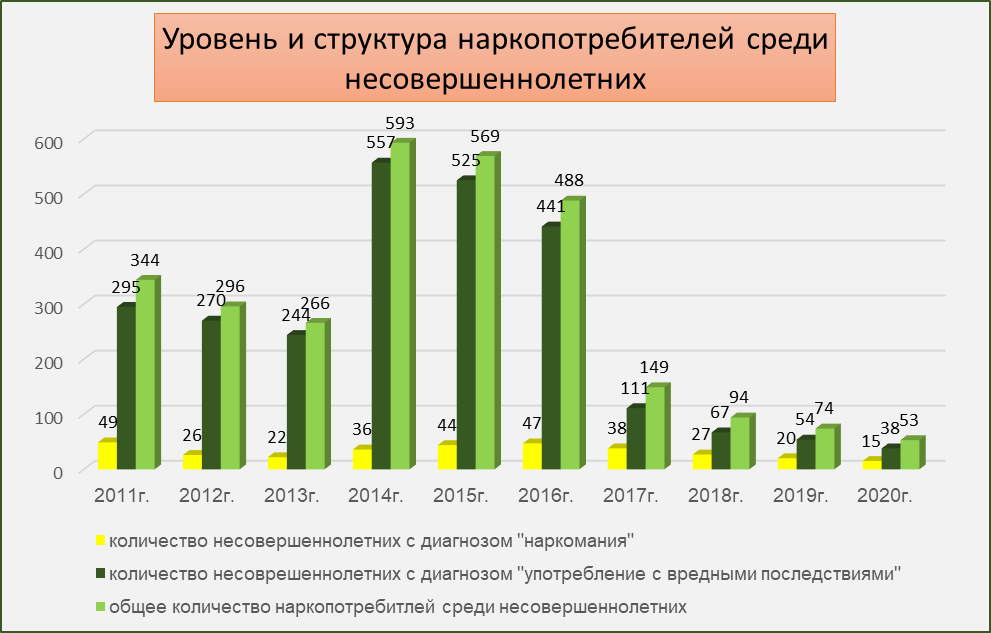 Уровень и структура наркопотребителей среди
несовершеннолетних
600
500
400
300
200
100
0
49
295
344
26
270
296
22
244
266
36
557
593
44
525
569
47
441
488
38
111
149
27
67
94
20
54
74
15
38
53
2011г.
2012г.
2013г.
2014г.
2015г.
2016г.
2017г.
2018г.
2019г.
2020г.
количество несовершеннолетних с диагнозом "наркомания"
количество несоврешеннолетних с диагнозом "употребление с вредными последствиями"
общее количество наркопотребитлей среди несовершеннолетних